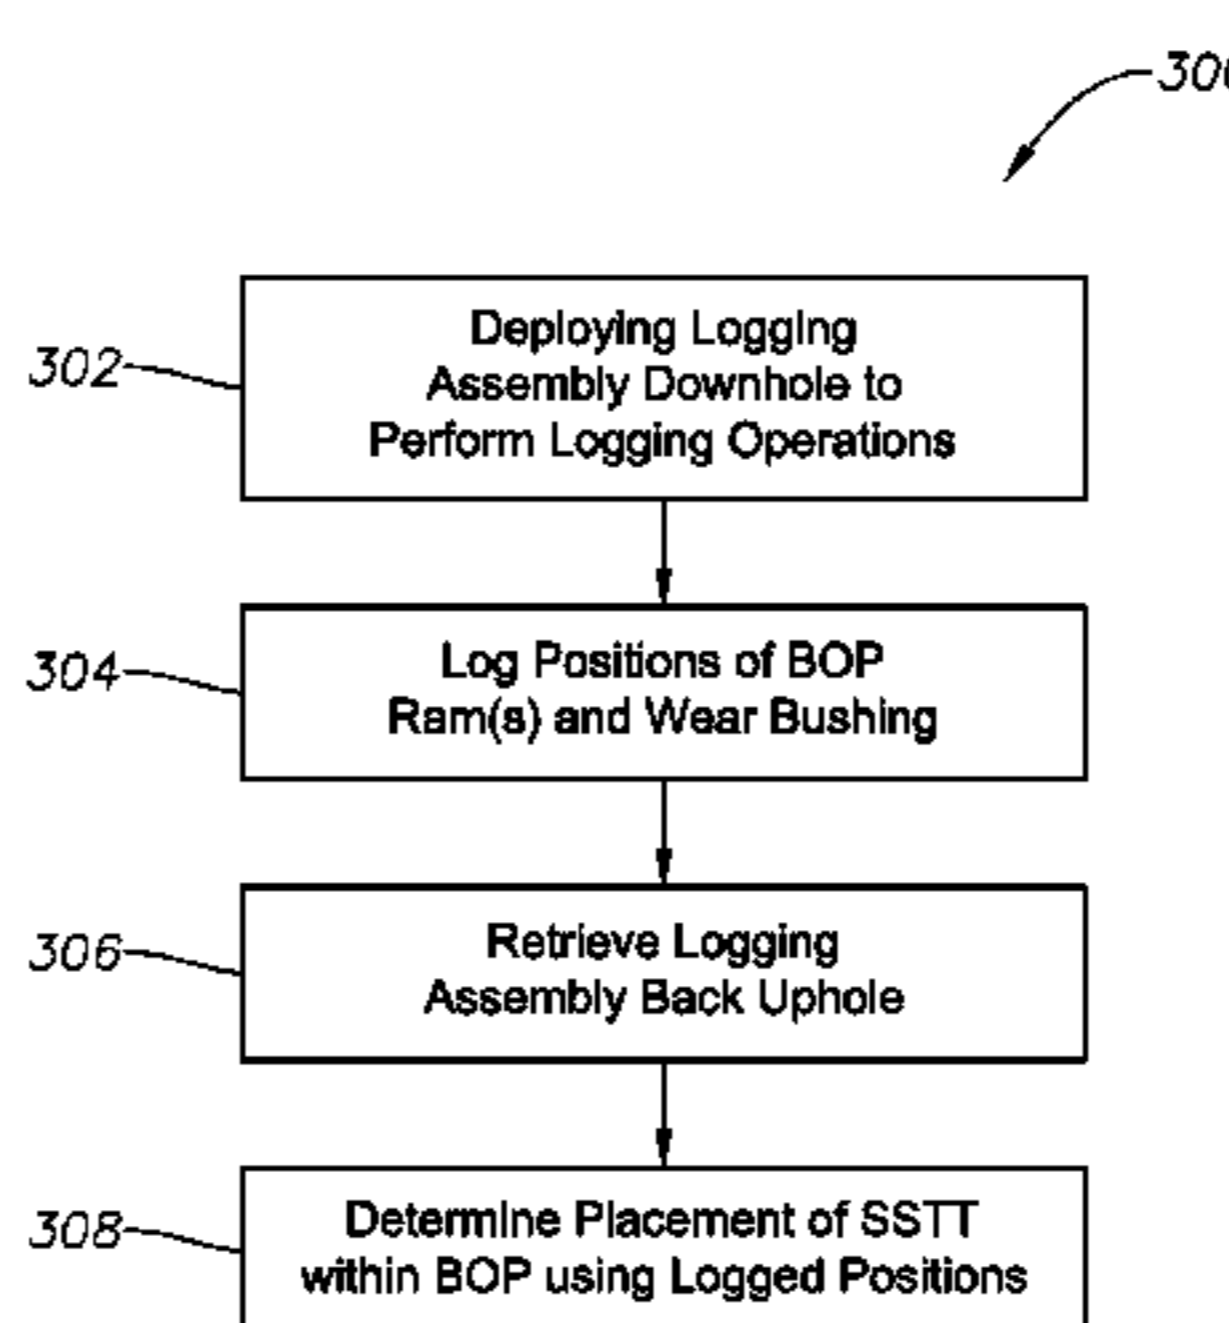 302
Deploying Logging
Assembly Downhole to
Perform Logging Operations
304
Log Positions of BOP
Ram(s) and Wear Bushing
306
Retrieve Logging
Assembly Back Uphole
308
Determine Placement of SSTT
within BOP using Logged Positions